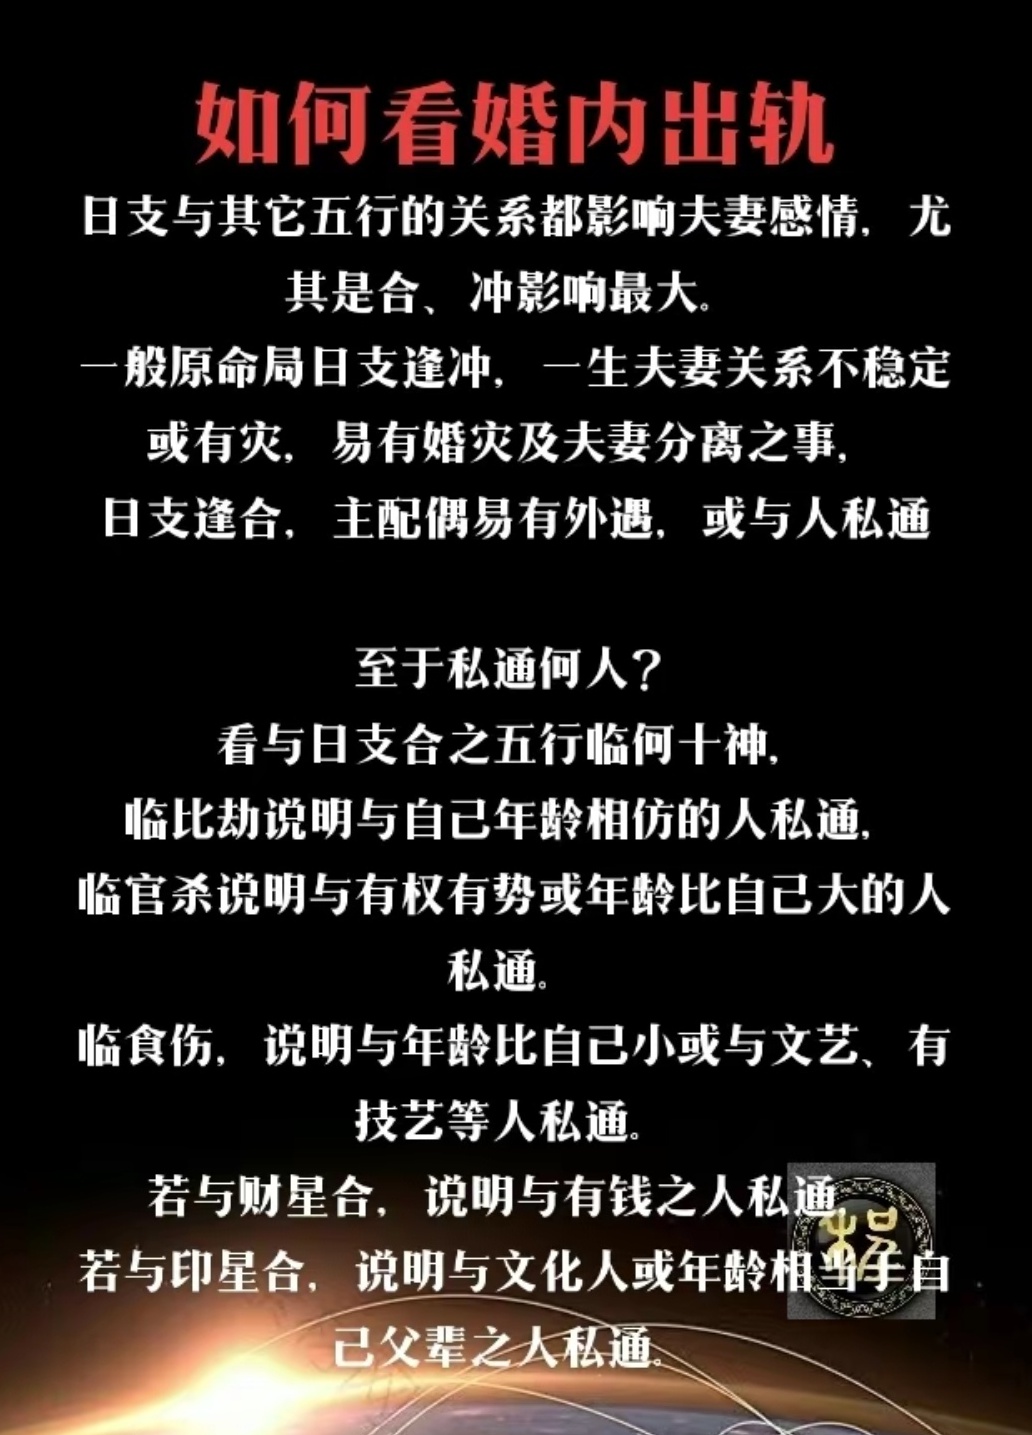 如何看婚内出轨
日支与其它五行的关系都影响夫妻感情，尤
其是合、冲影响最大。
一般原命局日支逢冲，一生夫妻关系不稳定
或有灾，易有婚灾及夫妻分离之事，
日支逢合，主配偶易有外遇，或与人私通
至于私通何人？
看与日支合之五行临何十神，
临比劫说明与自己年龄相仿的人私通，
临官杀说明与有权有势或年龄比自己大的人
私通。
临食伤，说明与年龄比自己小或与文艺、有
技艺等人私通。
若与财星合，说明与有钱之人私通，
若与印星合，说明与文化人或年龄相当于自
己父辈之人私通。